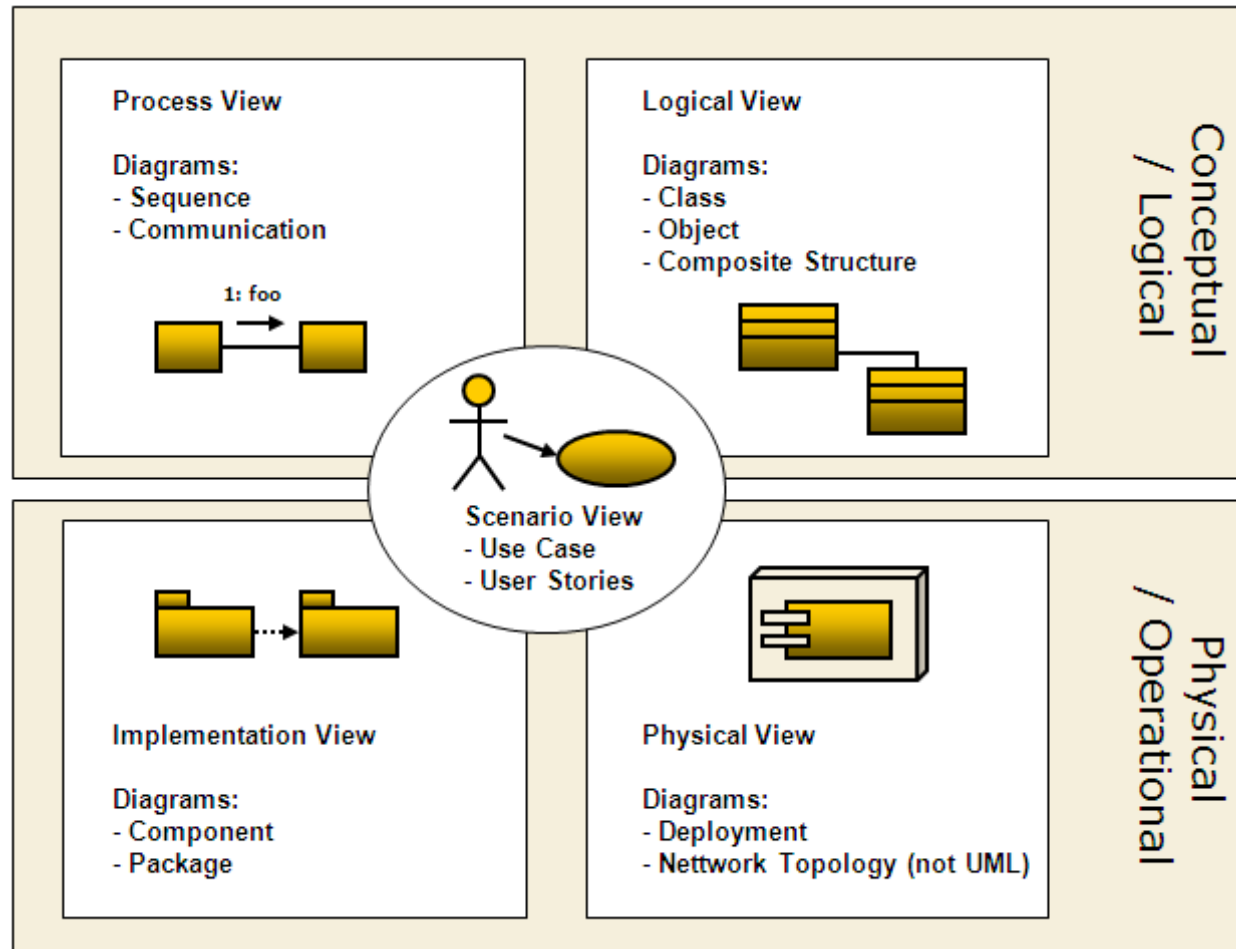 Process View
Diagrams:
- Sequence
- Communication
1: foo
Logical View
Diagrams:
- Class
- Object
- Composite Structure
Conceptual
/ Logical
Scenario View
- Use Case
- User Stories
Implementation View
Diagrams:
- Component
- Package
Physical View
Diagrams:
- Deployment
- Nettwork Topology (not UML)
Physical
/ Operational